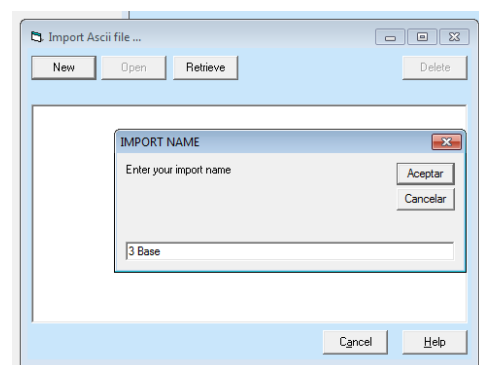 Import Ascii file ...
New Open Retrieve Delete
IMPORT NAME
Enter your import name
Aceptar
Cancelar
3 Base
Cancel Help